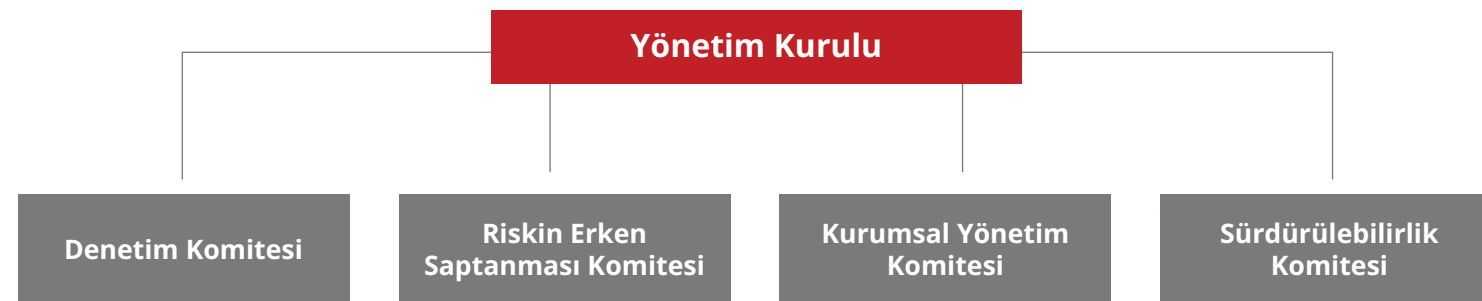 Yönetim Kurulu
Denetim Komitesi
Riskin Erken
Saptanması Komitesi
Kurumsal Yönetim
Komitesi
Sürdürülebilirlik
Komitesi